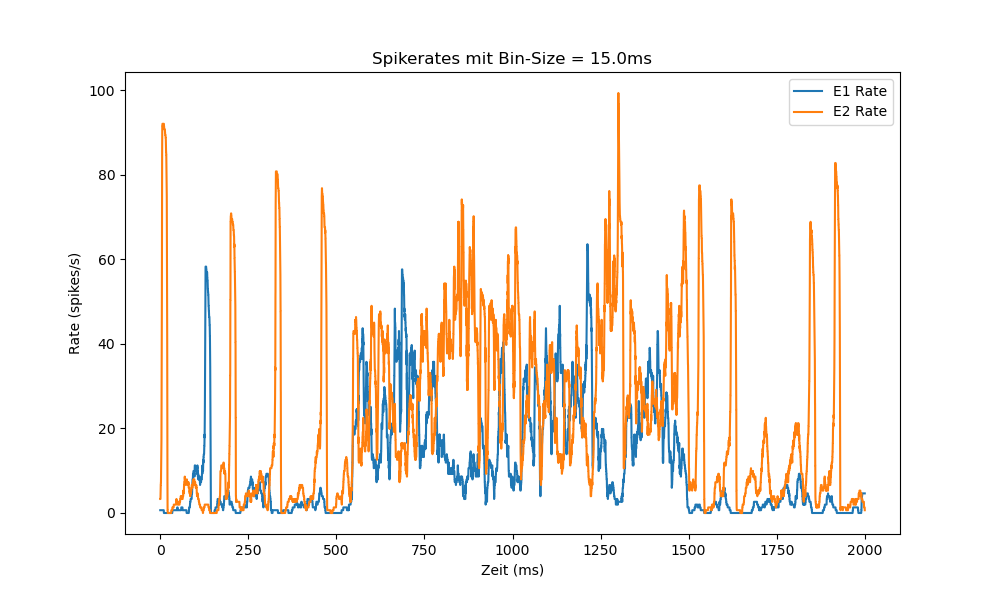 Spikerates mit Bin-Size = 15.0ms
E1 Rate
E2 Rate
Rate (spikes/s)
100
80
60
40
20
0
0 250 500 750 1000 1250 1500 1750 2000
Zeit (ms)